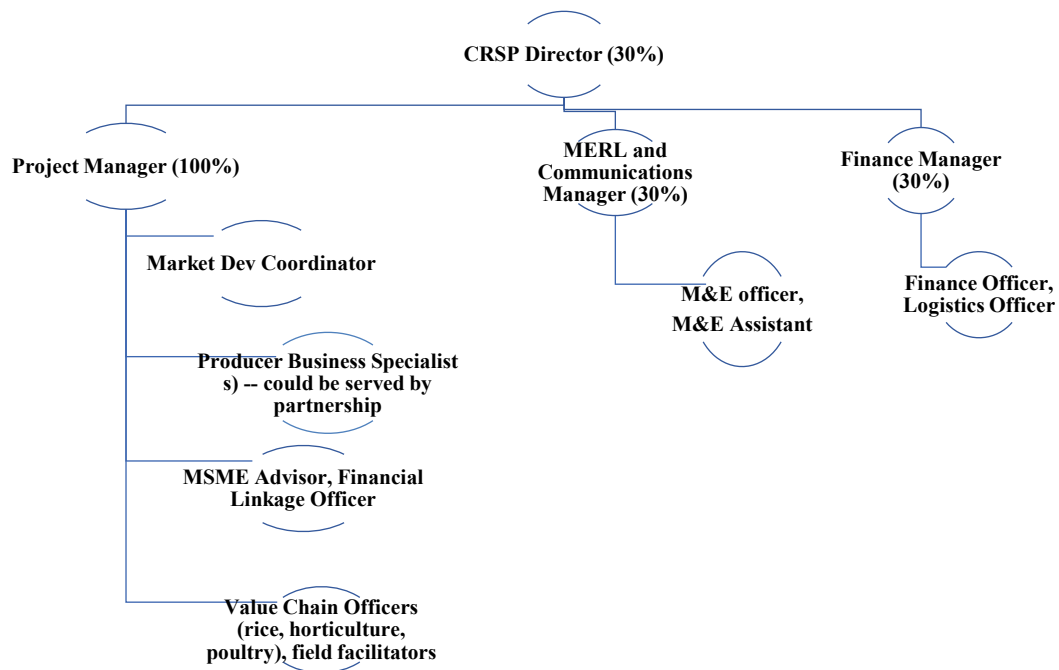 CRSP Director (30%)
Project Manager (100%)
MERL and
Communications
Manager (30%)
Finance Manager
(30%)
Market Dev Coordinator
Producer Business Specialist
s) -- could be served by
partnership
MSME Advisor, Financial
Linkage Officer
Value Chain Officers
(rice, horticulture,
poultry), field facilitators
M&E officer,
M&E Assistant
Finance Officer,
Logistics Officer